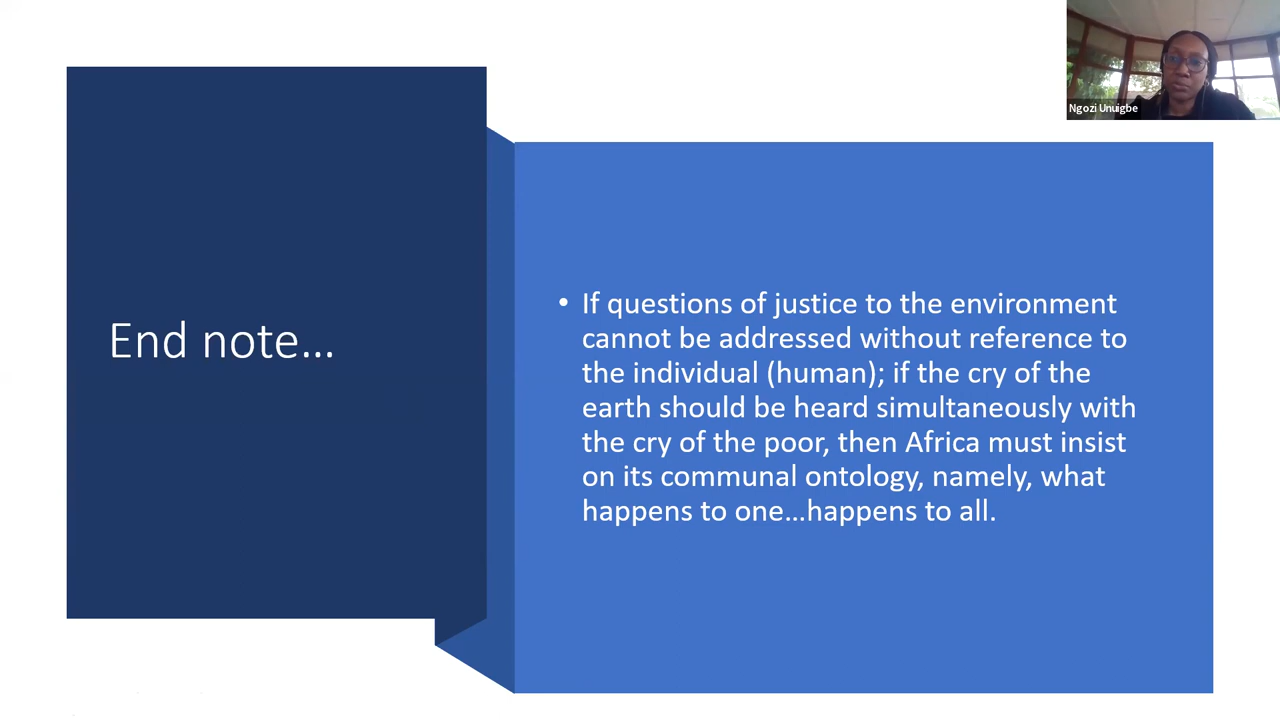 Ngozi Unuigbe
End note...
• If questions of justice to the environment
cannot be addressed without reference to
the individual (human); if the cry of the
earth should be heard simultaneously with
the cry of the poor, then Africa must insist
on its communal ontology, namely, what
happens to one...happens to all.